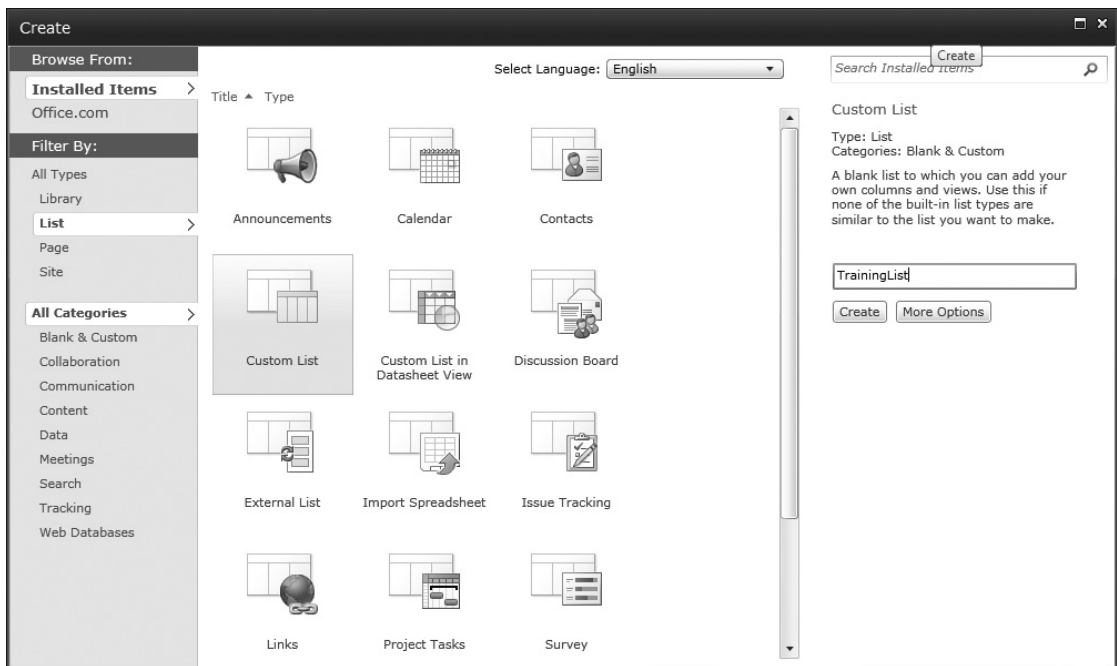 Create
Browse From:
Installed Items
Office.com
Filter By:
All Types
Library
List
Page
Site
All Categories
Blank & Custom
Collaboration
Communication
Content
Data
Meetings
Search
Tracking
Web Databases
Select Language: English
Title Type
Announcements
Calendar
Contacts
Custom List
Custom List in
Datasheet View
Discussion Board
External List
Import Spreadsheet
Issue Tracking
Links
Project Tasks
Survey
Create
Search Installed Items
Custom List
Type: List
Categories: Blank & Custom
A blank list to which you can add your
own columns and views. Use this if
none of the built-in list types are
similar to the list you want to make.
TrainingList
Create More Options